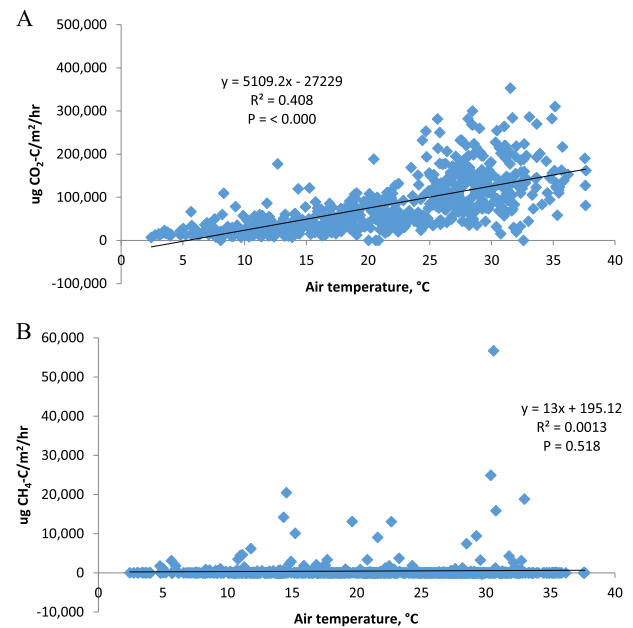 A
500,000
400,000
300,000
200,000
100,000
0
-100,000
ug CO₂-C/m²/hr
y = 5109.2x - 27229
R² = 0.408
P = < 0.000
0 5 10 15 20 25 30 35 40
Air temperature, °C
B
60,000
50,000
40,000
30,000
20,000
10,000
0
-10,000
ug CH₄-C/m²/hr
y = 13x + 195.12
R² = 0.0013
P = 0.518
0 5 10 15 20 25 30 35 40
Air temperature, °C